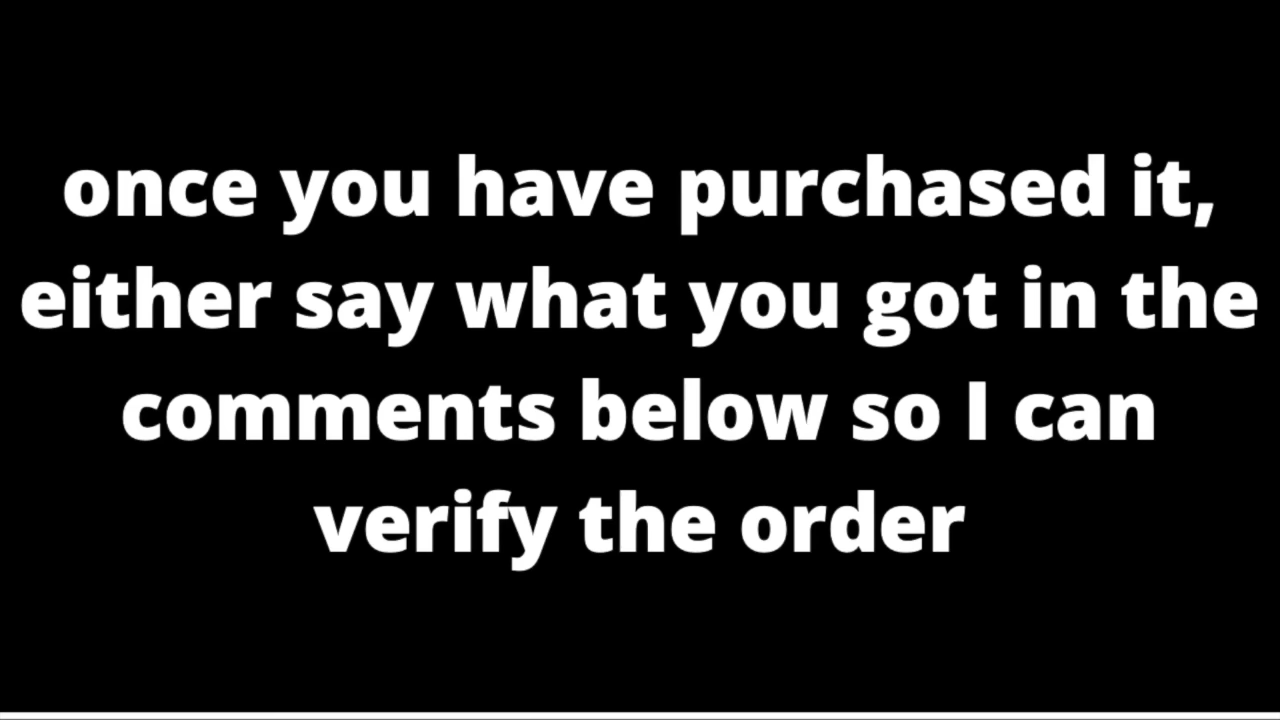 once you have purchased it,
either say what you got in the
comments below so I can
verify the order